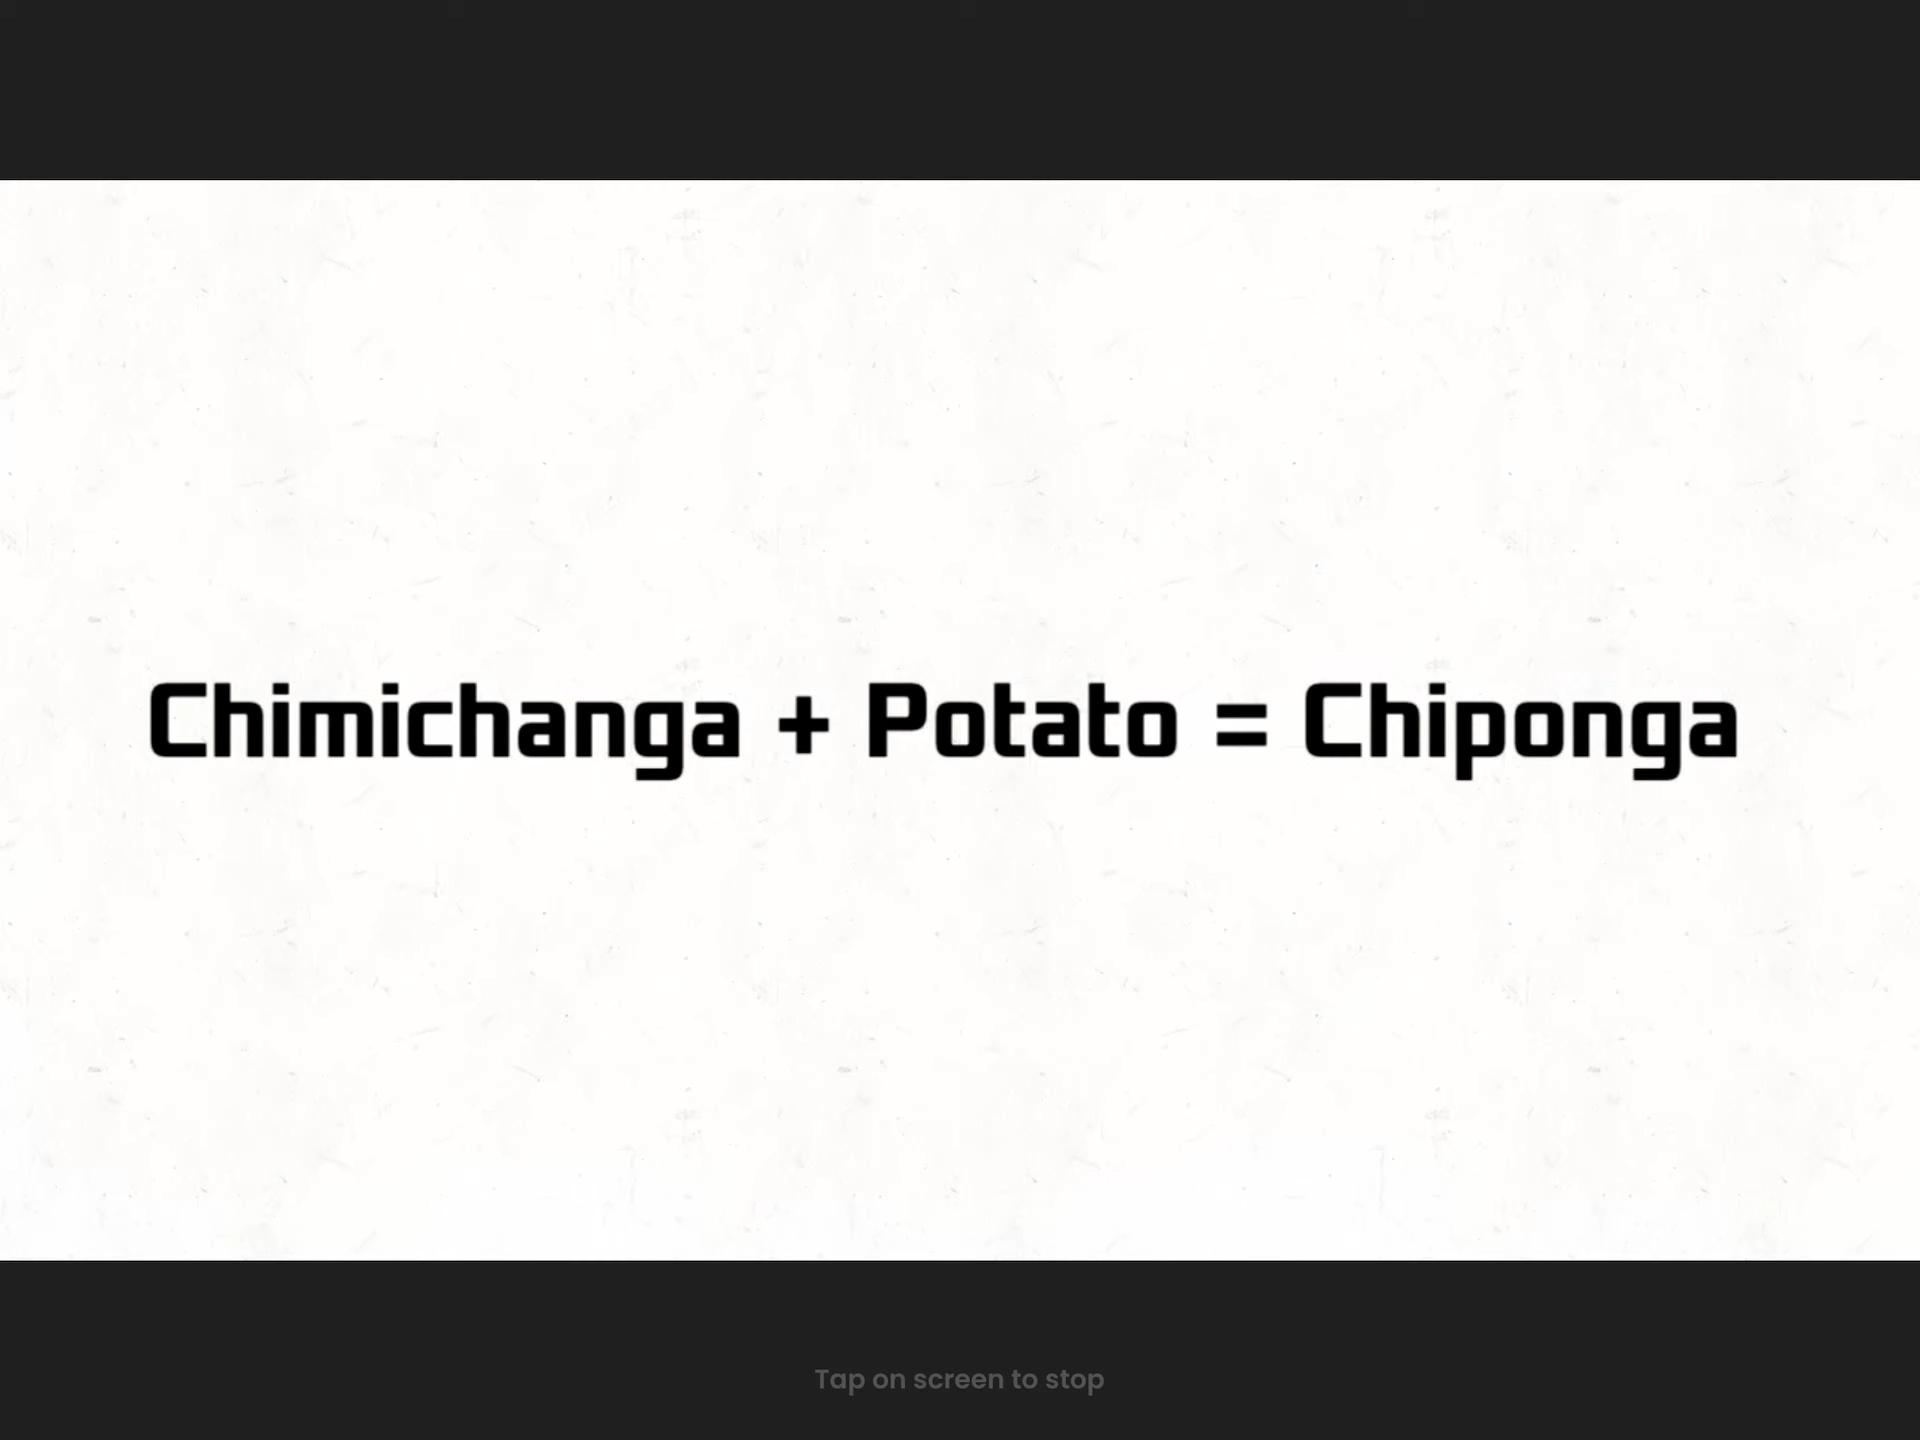 Chimichanga + Potato = Chiponga
Tap on screen to stop